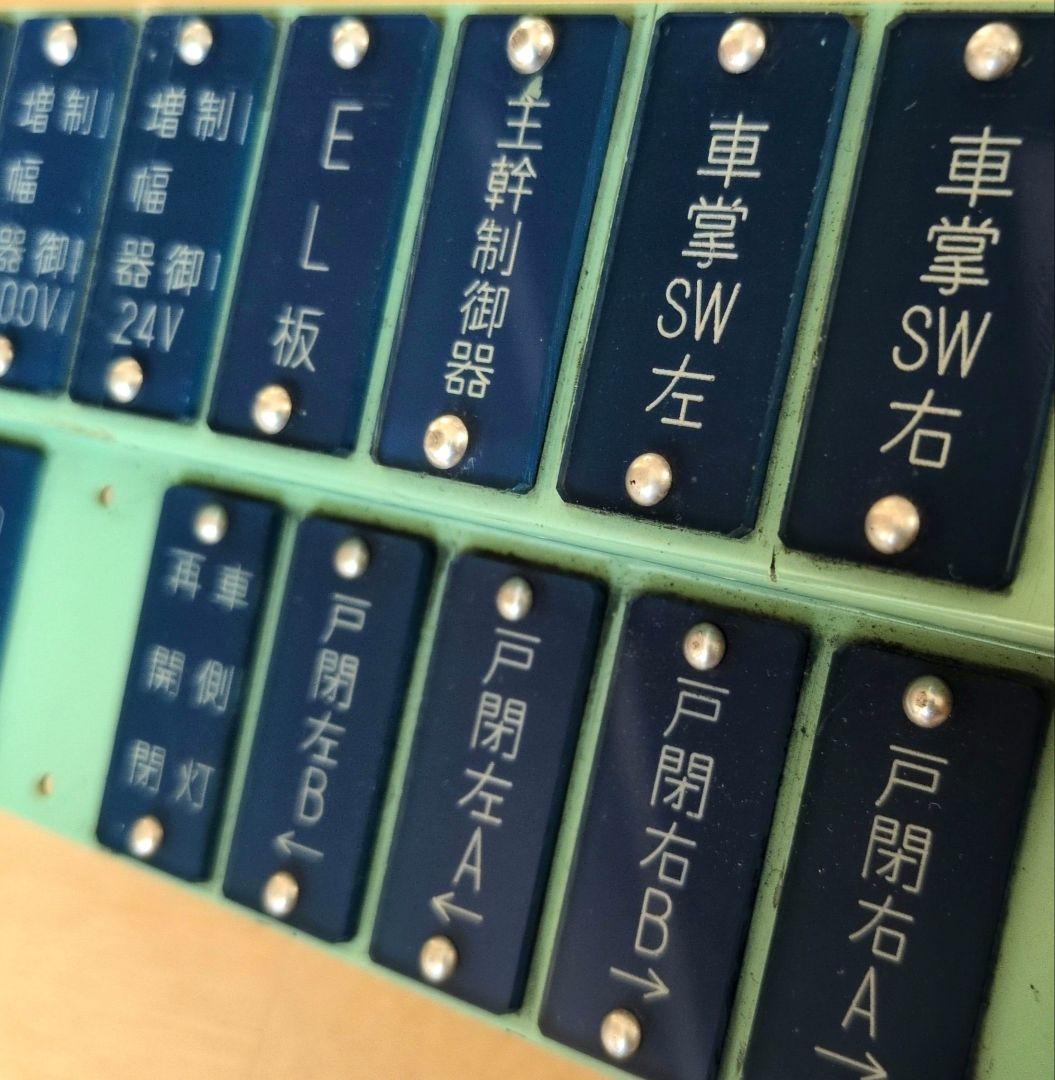 車掌SW右
車掌SW左
主幹制御器
EL板
制御
増幅器
24V
制御
増幅器
00V
戸閉右A→
戸閉右B→
戸閉左A←
戸閉左B←
車側灯
再開閉